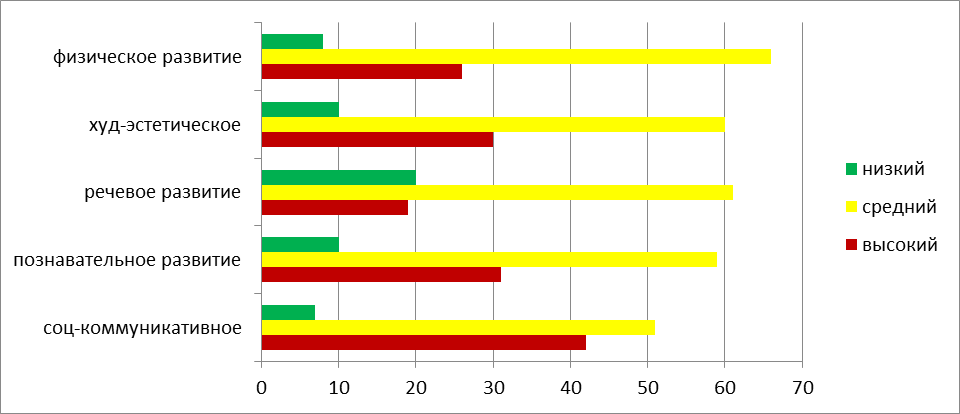 физическое развитие
худ-эстетическое
речевое развитие
познавательное развитие
соц-коммуникативное
0 10 20 30 40 50 60 70
низкий
средний
высокий